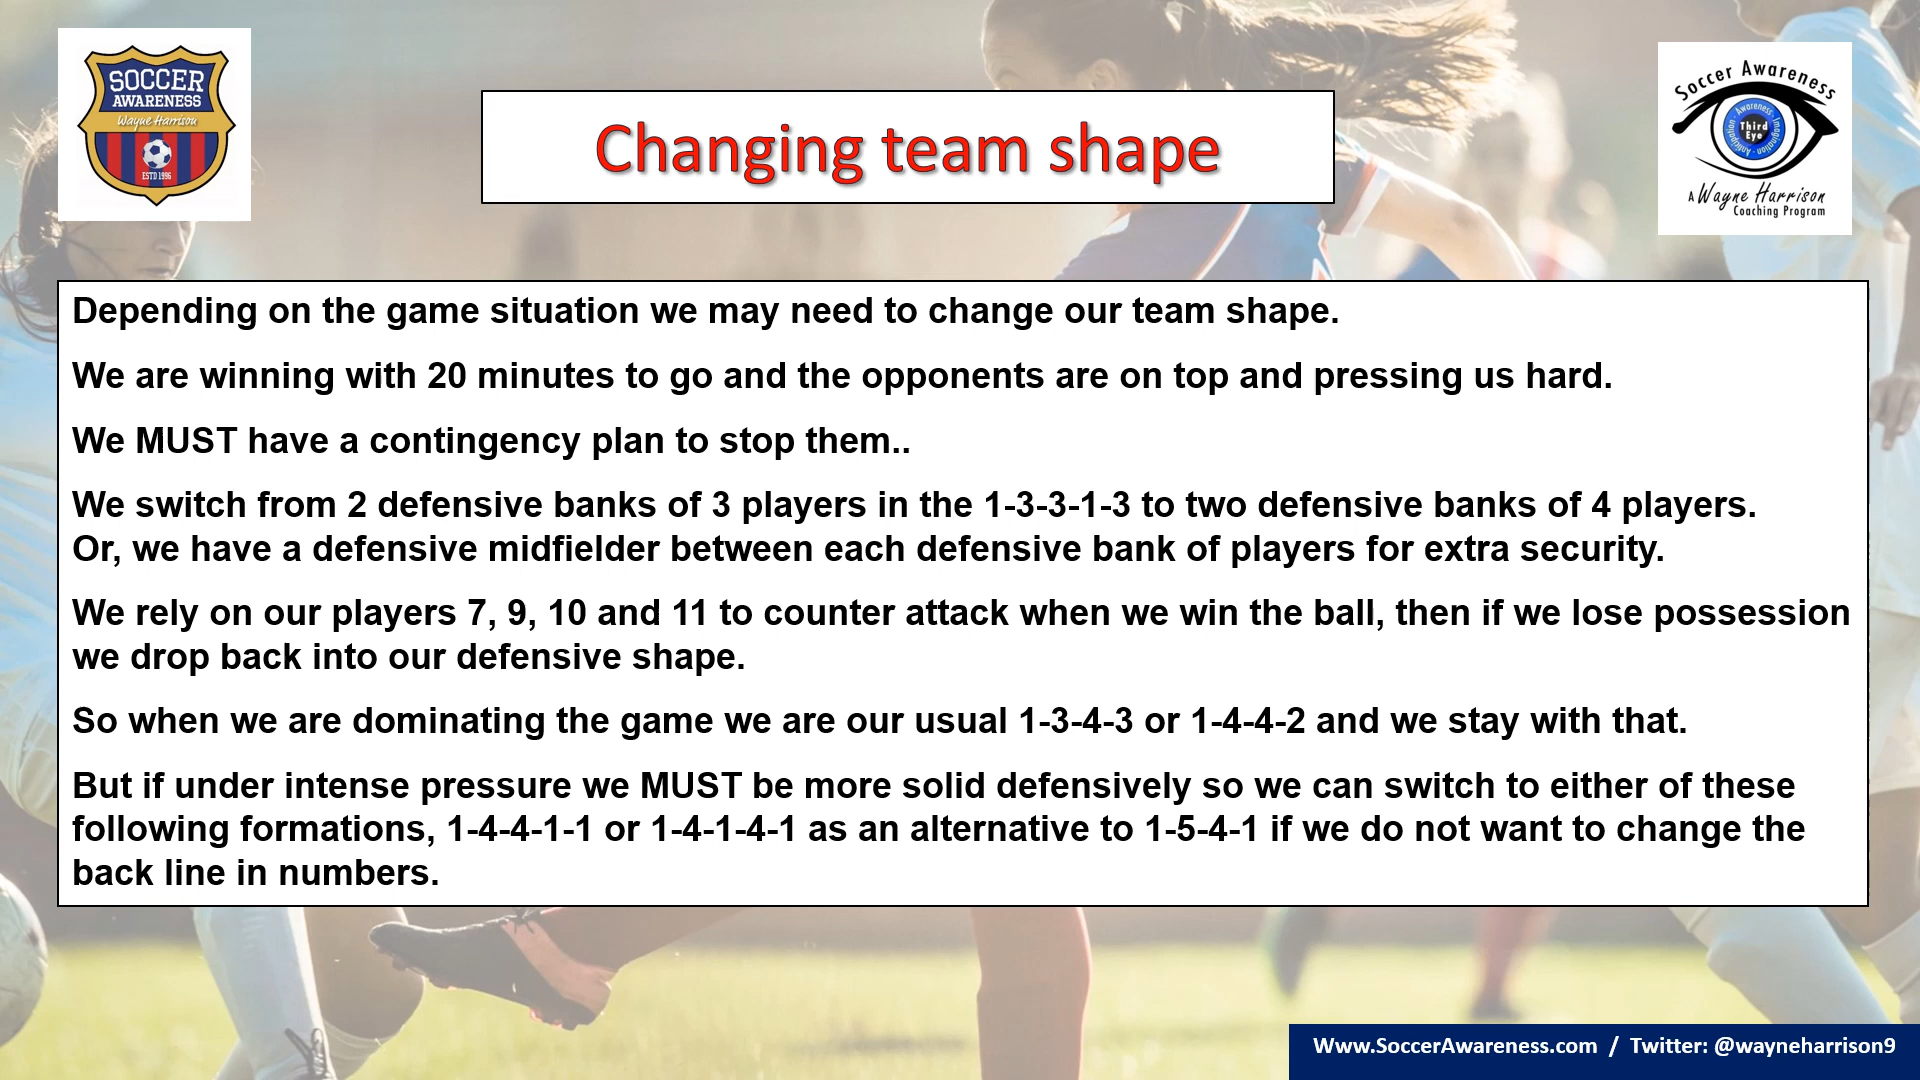 SOCCER
AWARENESS
Wayne Harrison
ESTD 1996
Changing team shape
Soccer Awareness
Awareness · Imagination · Anticipation
Third
Eye
A Wayne Harrison
Coaching Program
Depending on the game situation we may need to change our team shape.
We are winning with 20 minutes to go and the opponents are on top and pressing us hard.
We MUST have a contingency plan to stop them..
We switch from 2 defensive banks of 3 players in the 1-3-3-1-3 to two defensive banks of 4 players.
Or, we have a defensive midfielder between each defensive bank of players for extra security.
We rely on our players 7, 9, 10 and 11 to counter attack when we win the ball, then if we lose possession
we drop back into our defensive shape.
So when we are dominating the game we are our usual 1-3-4-3 or 1-4-4-2 and we stay with that.
But if under intense pressure we MUST be more solid defensively so we can switch to either of these
following formations, 1-4-4-1-1 or 1-4-1-4-1 as an alternative to 1-5-4-1 if we do not want to change the
back line in numbers.
Www.SoccerAwareness.com / Twitter: @wayneharrison9